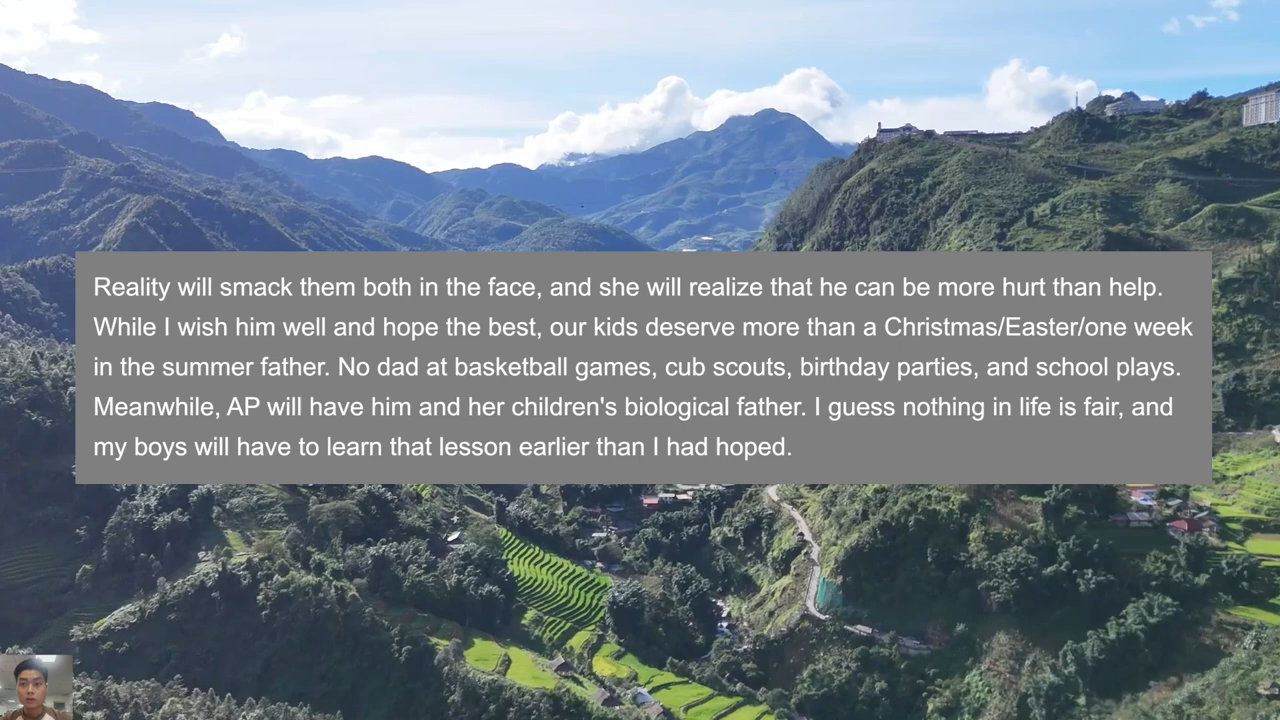 Reality will smack them both in the face, and she will realize that he can be more hurt than help.
While I wish him well and hope the best, our kids deserve more than a Christmas/Easter/one week
in the summer father. No dad at basketball games, cub scouts, birthday parties, and school plays.
Meanwhile, AP will have him and her children's biological father. I guess nothing in life is fair, and
my boys will have to learn that lesson earlier than I had hoped.